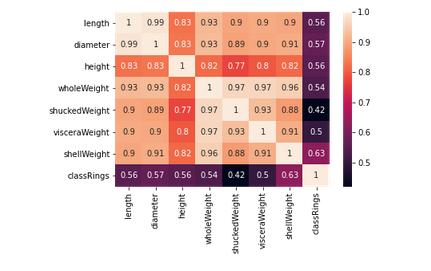 length 1 0.99 0.83 0.93 0.9 0.9 0.9 0.56
diameter 0.99 1 0.83 0.93 0.89 0.9 0.91 0.57
height 0.83 0.83 1 0.82 0.77 0.8 0.82 0.56
wholeWeight 0.93 0.93 0.82 1 0.97 0.97 0.96 0.54
shuckedWeight 0.9 0.89 0.77 0.97 1 0.93 0.88 0.42
visceraWeight 0.9 0.9 0.8 0.97 0.93 1 0.91 0.5
shellWeight 0.9 0.91 0.82 0.96 0.88 0.91 1 0.63
classRings 0.56 0.57 0.56 0.54 0.42 0.5 0.63 1
length
diameter
height
wholeWeight
shuckedWeight
visceraWeight
shellWeight
classRings
1.0
0.9
0.8
0.7
0.6
0.5